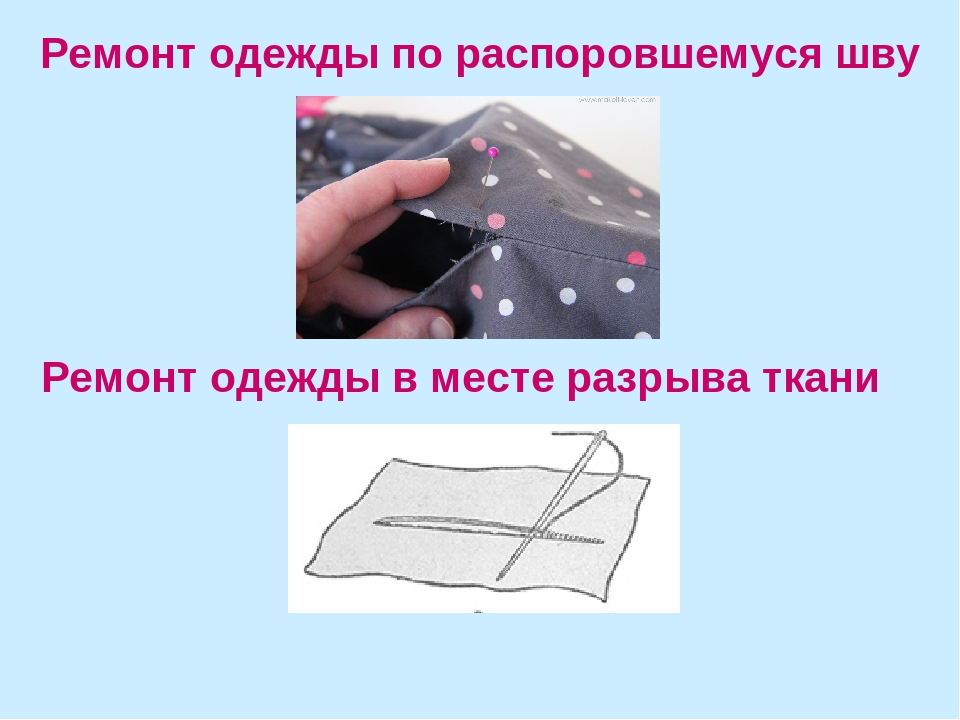 Ремонт одежды по распоровшемуся шву
Ремонт одежды в месте разрыва ткани